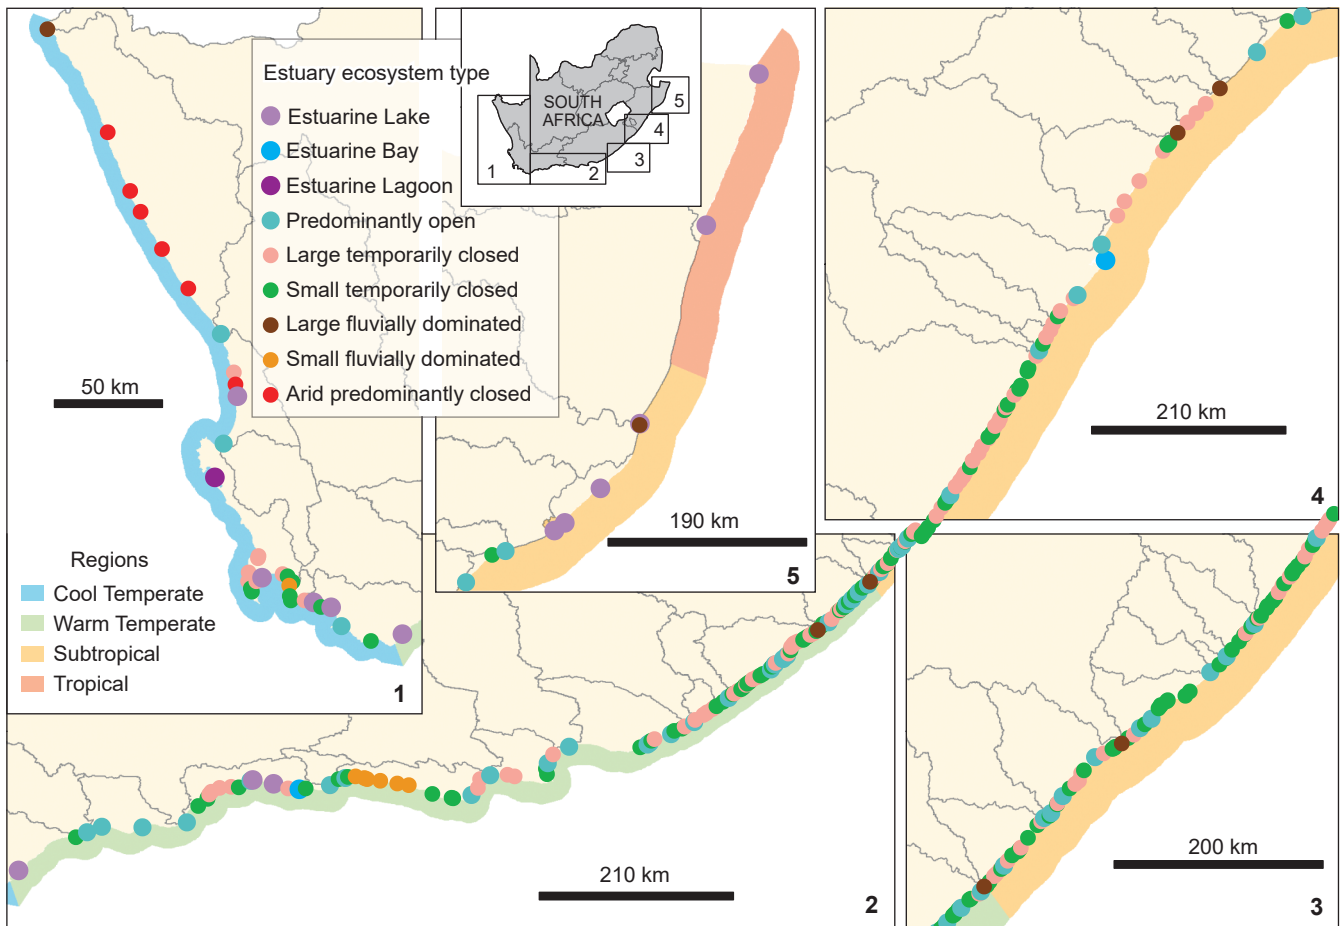 Estuary ecosystem type
Estuarine Lake
Estuarine Bay
Estuarine Lagoon
Predominantly open
Large temporarily closed
Small temporarily closed
Large fluvially dominated
Small fluvially dominated
Arid predominantly closed
SOUTH
AFRICA
1
2
3
4
5
50 km
Regions
Cool Temperate
Warm Temperate
Subtropical
Tropical
1
190 km
5
210 km
4
210 km
2
200 km
3